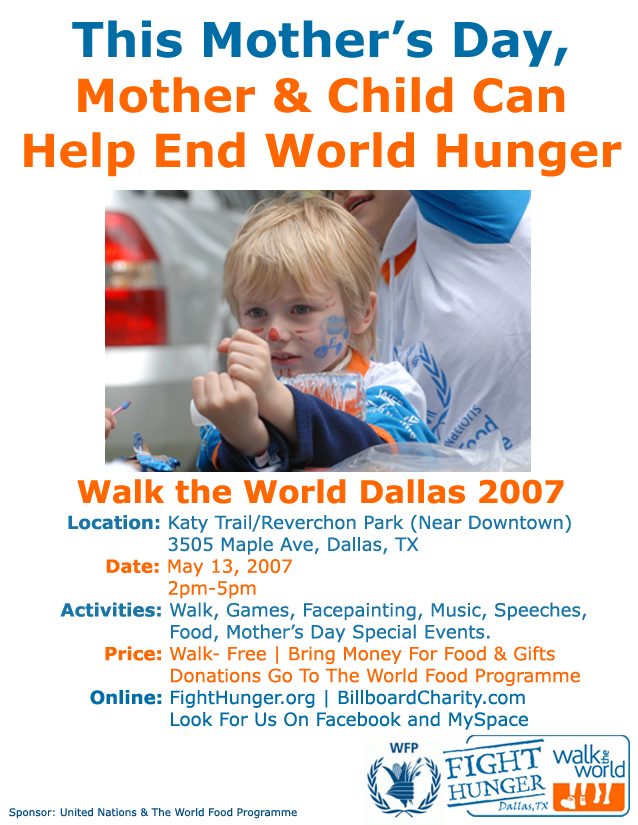 This Mother's Day,
Mother & Child Can
Help End World Hunger
Nations
Walk the World Dallas 2007
Location: Katy Trail/Reverchon Park (Near Downtown)
3505 Maple Ave, Dallas, TX
Date: May 13, 2007
2pm-5pm
Activities: Walk, Games, Facepainting, Music, Speeches,
Food, Mother's Day Special Events.
Price: Walk- Free | Bring Money For Food & Gifts
Donations Go To The World Food Programme
Online: FightHunger.org | BillboardCharity.com
Look For Us On Facebook and MySpace
WFP
FIGHT
HUNGER
Dallas,TX
walk the
world
Sponsor: United Nations & The World Food Programme